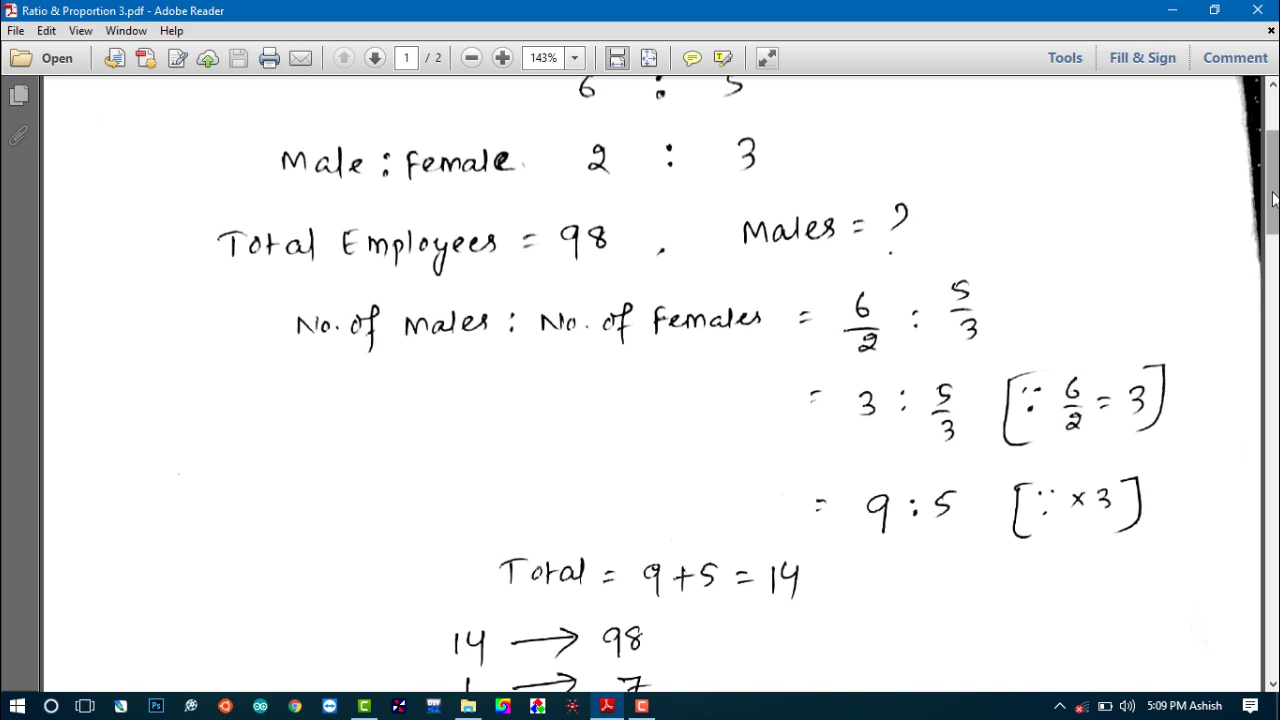 Ratio & Proportion 3.pdf - Adobe Reader
File Edit View Window Help
Open 1 / 2 143% Tools Fill & Sign Comment
6 : 5
Male : Female. 2 : 3
Total Employees = 98 , Males = ?
No. of males : No. of females = 6/2 : 5/3
= 3 : 5/3 [∵ 6/2 = 3]
= 9 : 5 [∵ × 3]
Total = 9 + 5 = 14
14 → 98
1 → 7
5:09 PM Ashish